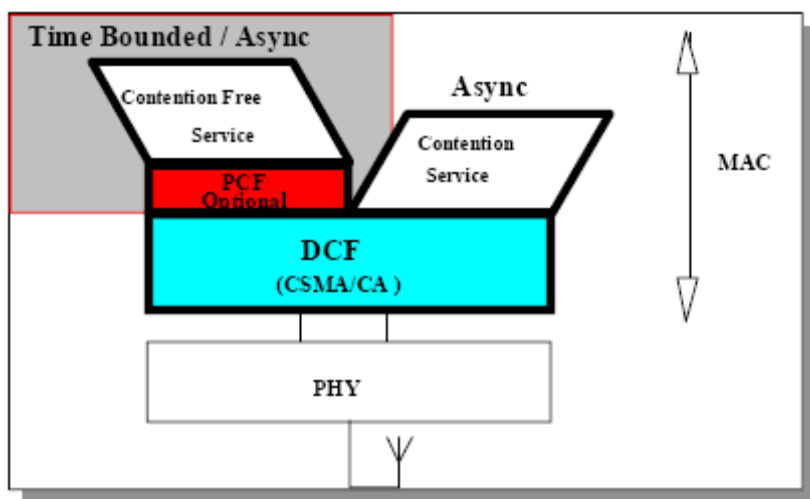 Time Bounded / Async
Contention Free
Service
PCF
Optional
Async
Contention
Service
MAC
DCF
(CSMA/CA )
PHY